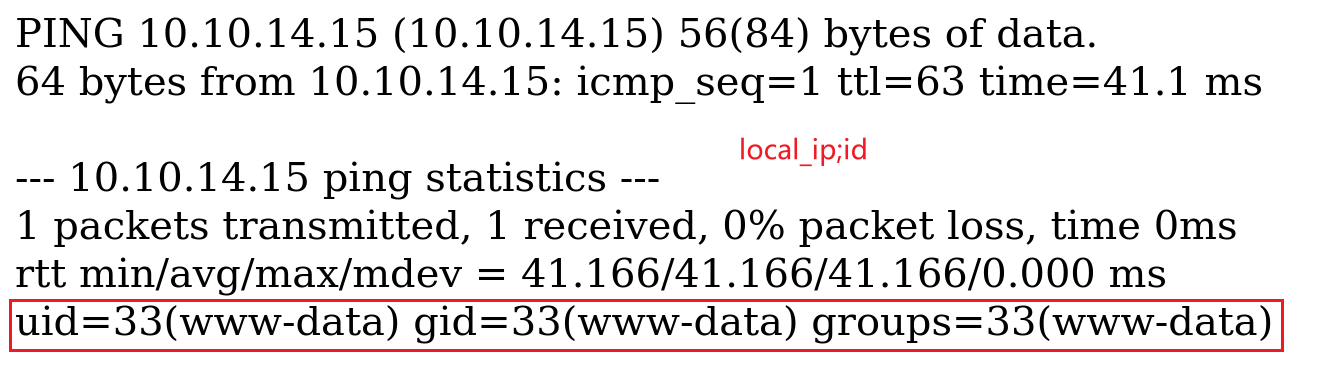 PING 10.10.14.15 (10.10.14.15) 56(84) bytes of data.
64 bytes from 10.10.14.15: icmp_seq=1 ttl=63 time=41.1 ms
local_ip;id
--- 10.10.14.15 ping statistics ---
1 packets transmitted, 1 received, 0% packet loss, time 0ms
rtt min/avg/max/mdev = 41.166/41.166/41.166/0.000 ms
uid=33(www-data) gid=33(www-data) groups=33(www-data)